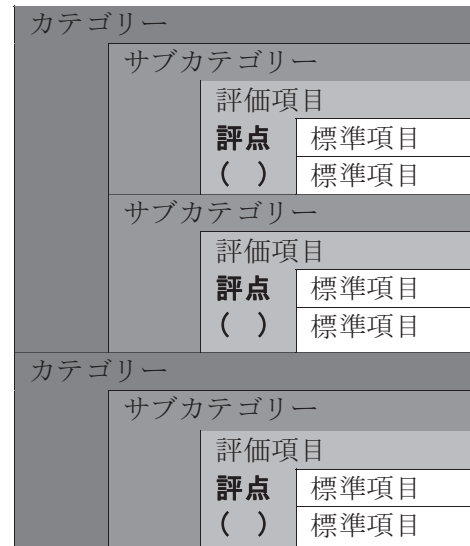 カテゴリー
サブカテゴリー
評価項目
評点 標準項目
( ) 標準項目
サブカテゴリー
評価項目
評点 標準項目
( ) 標準項目
カテゴリー
サブカテゴリー
評価項目
評点 標準項目
( ) 標準項目